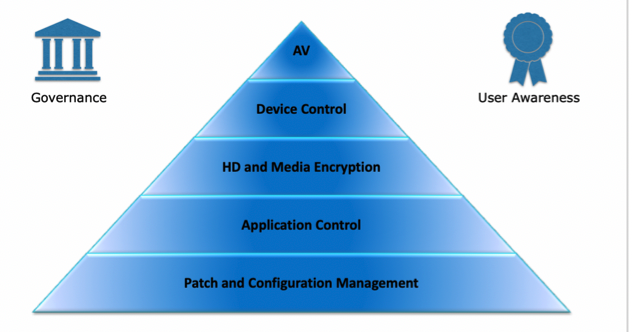 AV
Governance
User Awareness
Device Control
HD and Media Encryption
Application Control
Patch and Configuration Management